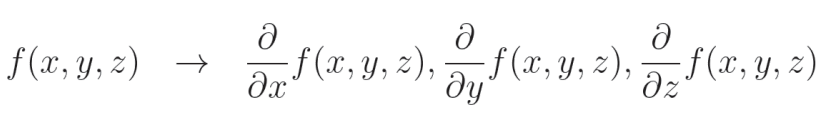 f(x, y, z) → ∂/∂x f(x, y, z), ∂/∂y f(x, y, z), ∂/∂z f(x, y, z)